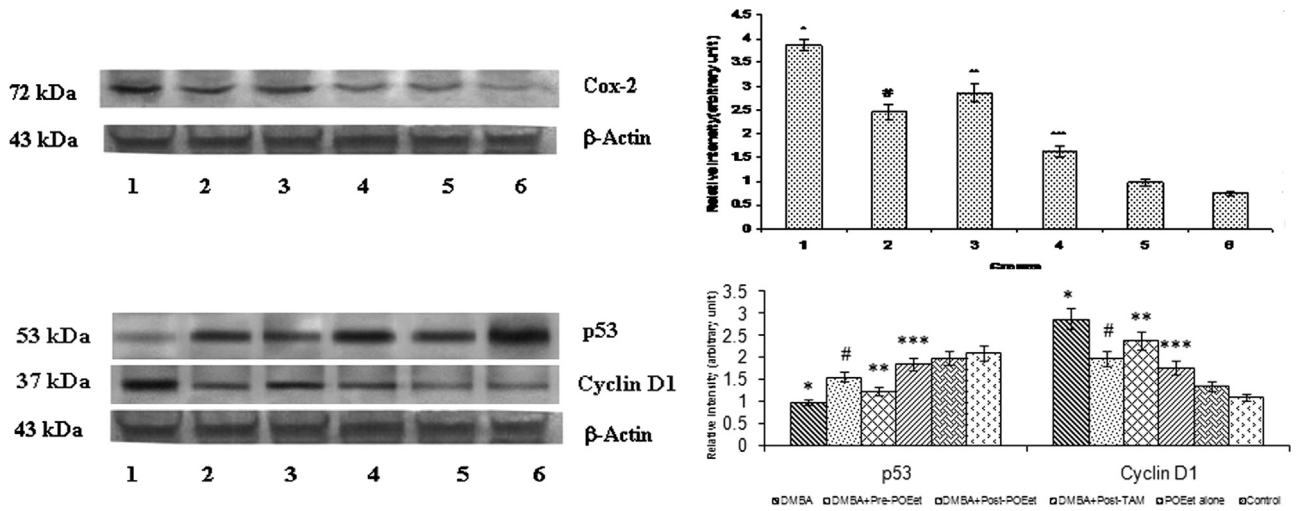 72 kDa
Cox-2
43 kDa
β-Actin
1 2 3 4 5 6
Relative intensity(arbitrary unit)
4.5
4
3.5
3
2.5
2
1.5
1
0.5
0
#
1 2 3 4 5 6
53 kDa
p53
37 kDa
Cyclin D1
43 kDa
β-Actin
1 2 3 4 5 6
Relative intensity (arbitrary unit)
3.5
3
2.5
2
1.5
1
0.5
0
* # ** ***
* # ** ***
p53 Cyclin D1
DMBA DMBA+Pre-POEet DMBA+Post-POEet DMBA+Post-TAM POEet alone Control